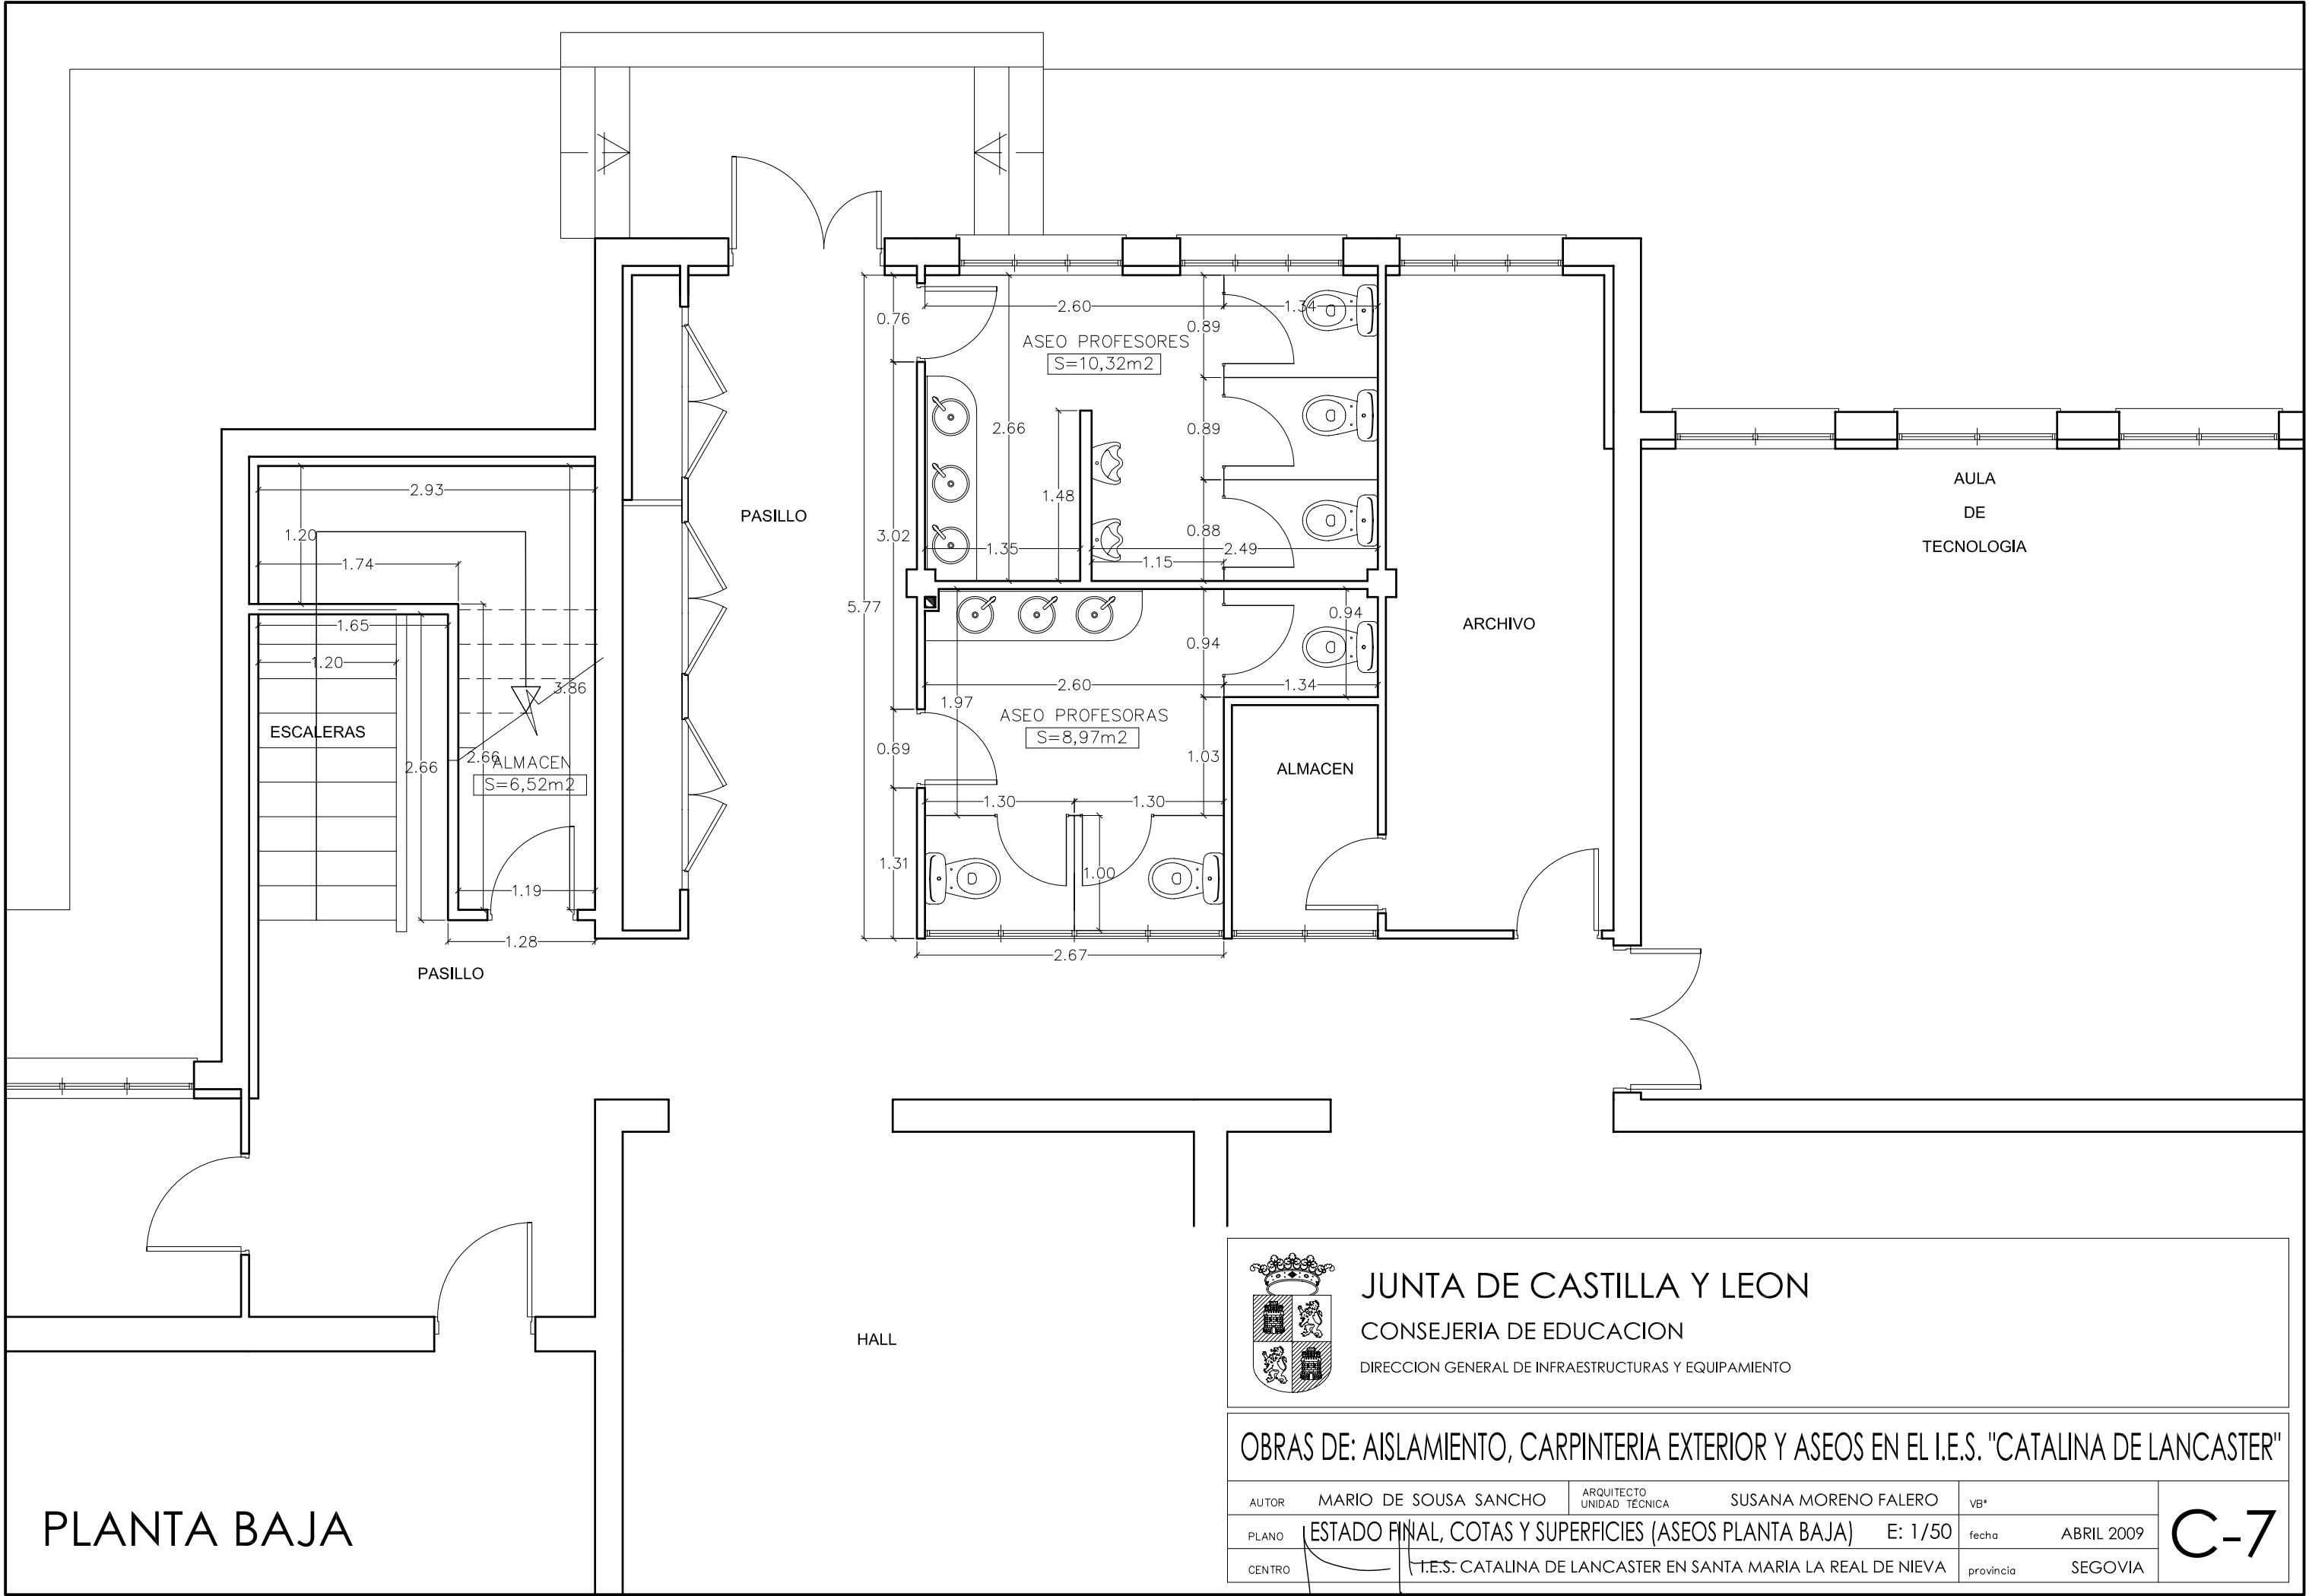 2.60
1.34
0.76
0.89
ASEO PROFESORES
S=10,32m2
2.66
0.89
1.48
2.93
PASILLO
1.20
3.02
0.88
1.35
2.49
1.15
1.74
AULA
DE
TECNOLOGIA
5.77
0.94
1.65
ARCHIVO
0.94
1.20
3.86
2.60
1.34
1.97
ASEO PROFESORAS
S=8,97m2
ESCALERAS
0.69
1.03
2.66
2.66
ALMACEN
S=6,52m2
ALMACEN
1.30
1.30
1.31
1.00
1.19
1.28
2.67
PASILLO
HALL
PLANTA BAJA
JUNTA DE CASTILLA Y LEON
CONSEJERIA DE EDUCACION
DIRECCION GENERAL DE INFRAESTRUCTURAS Y EQUIPAMIENTO
OBRAS DE: AISLAMIENTO, CARPINTERIA EXTERIOR Y ASEOS EN EL I.E.S. "CATALINA DE LANCASTER"
AUTOR MARIO DE SOUSA SANCHO ARQUITECTO UNIDAD TÉCNICA SUSANA MORENO FALERO VBº
PLANO ESTADO FINAL, COTAS Y SUPERFICIES (ASEOS PLANTA BAJA) E: 1/50 fecha ABRIL 2009
CENTRO I.E.S. CATALINA DE LANCASTER EN SANTA MARIA LA REAL DE NIEVA provincia SEGOVIA
C-7